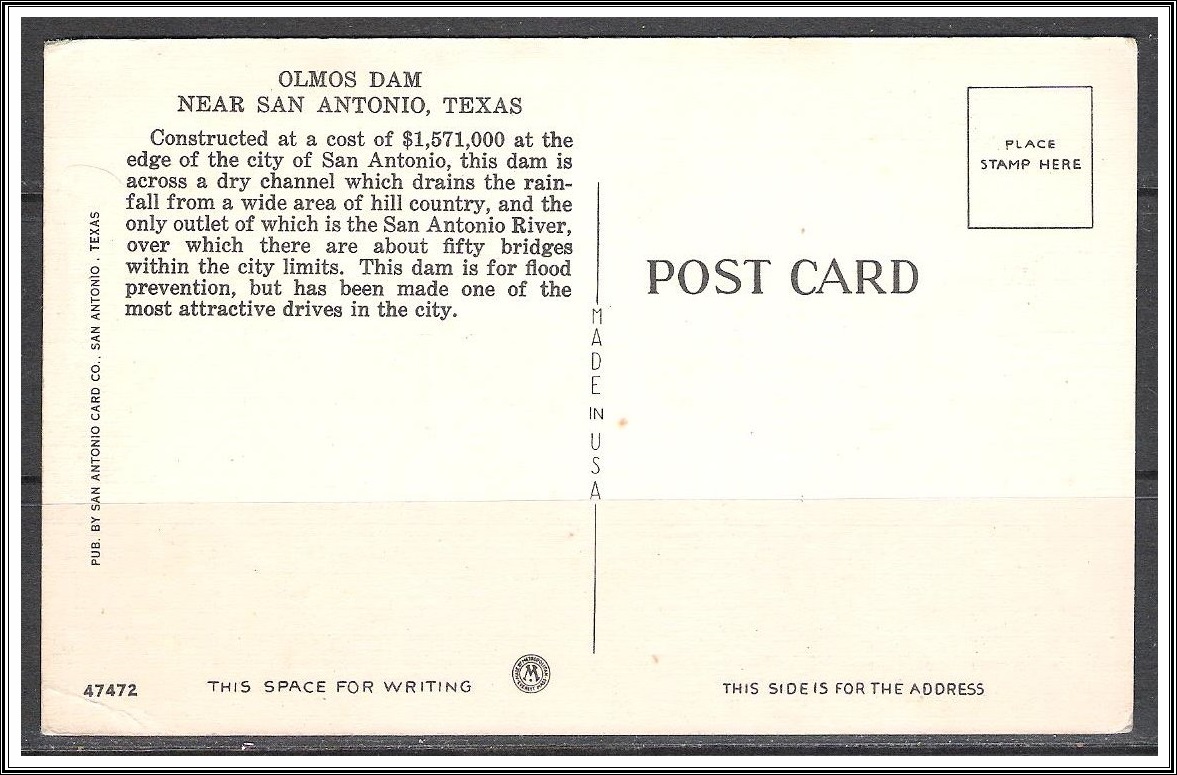 OLMOS DAM
NEAR SAN ANTONIO, TEXAS
Constructed at a cost of $1,571,000 at the
edge of the city of San Antonio, this dam is
across a dry channel which drains the rain-
fall from a wide area of hill country, and the
only outlet of which is the San Antonio River,
over which there are about fifty bridges
within the city limits. This dam is for flood
prevention, but has been made one of the
most attractive drives in the city.
PUB. BY SAN ANTONIO CARD CO., SAN ANTONIO, TEXAS
MADE IN USA
POST CARD
PLACE
STAMP HERE
47472
THIS SPACE FOR WRITING
M
THIS SIDE IS FOR THE ADDRESS